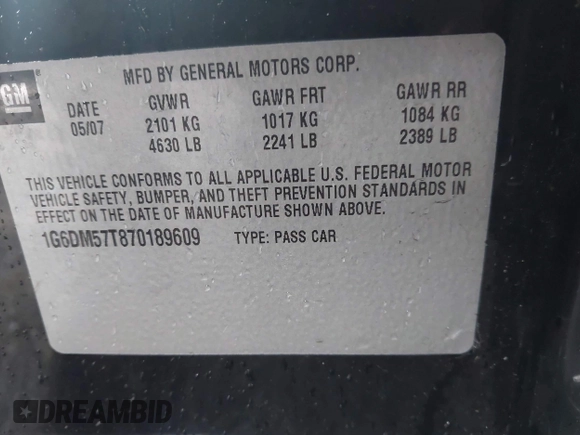 GM
MFD BY GENERAL MOTORS CORP.
DATE GVWR GAWR FRT GAWR RR
05/07 2101 KG 1017 KG 1084 KG
4630 LB 2241 LB 2389 LB
THIS VEHICLE CONFORMS TO ALL APPLICABLE U.S. FEDERAL MOTOR
VEHICLE SAFETY, BUMPER, AND THEFT PREVENTION STANDARDS IN
EFFECT ON THE DATE OF MANUFACTURE SHOWN ABOVE.
1G6DM57T870189609 TYPE: PASS CAR
DREAMBID